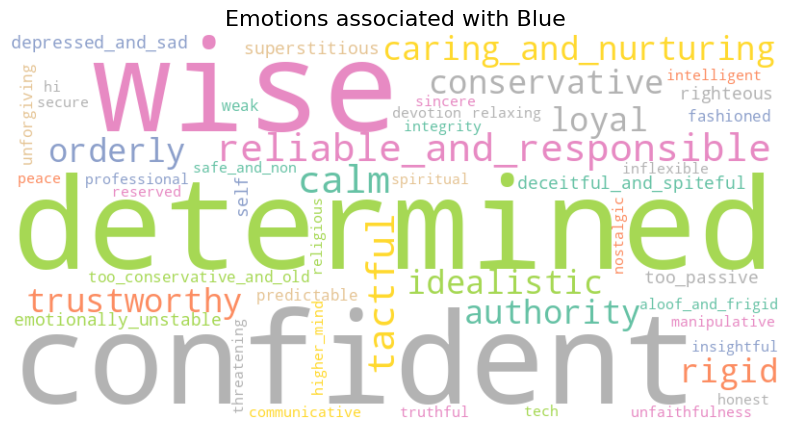 Emotions associated with Blue
depressed_and_sad
superstitious
caring_and_nurturing
wise
conservative
intelligent
hi
secure
unforgiving
weak
sincere
righteous
devotion
relaxing
loyal
fashioned
integrity
orderly
reliable_and_responsible
safe_and_non
inflexible
peace
professional
calm
spiritual
deceitful_and_spiteful
reserved
self
determined
religious
tactful
nostalgic
too_conservative_and_old
idealistic
too_passive
trustworthy
predictable
authority
aloof_and_frigid
emotionally_unstable
manipulative
confident
threatening
higher_mind
insightful
rigid
honest
communicative
truthful
tech
unfaithfulness